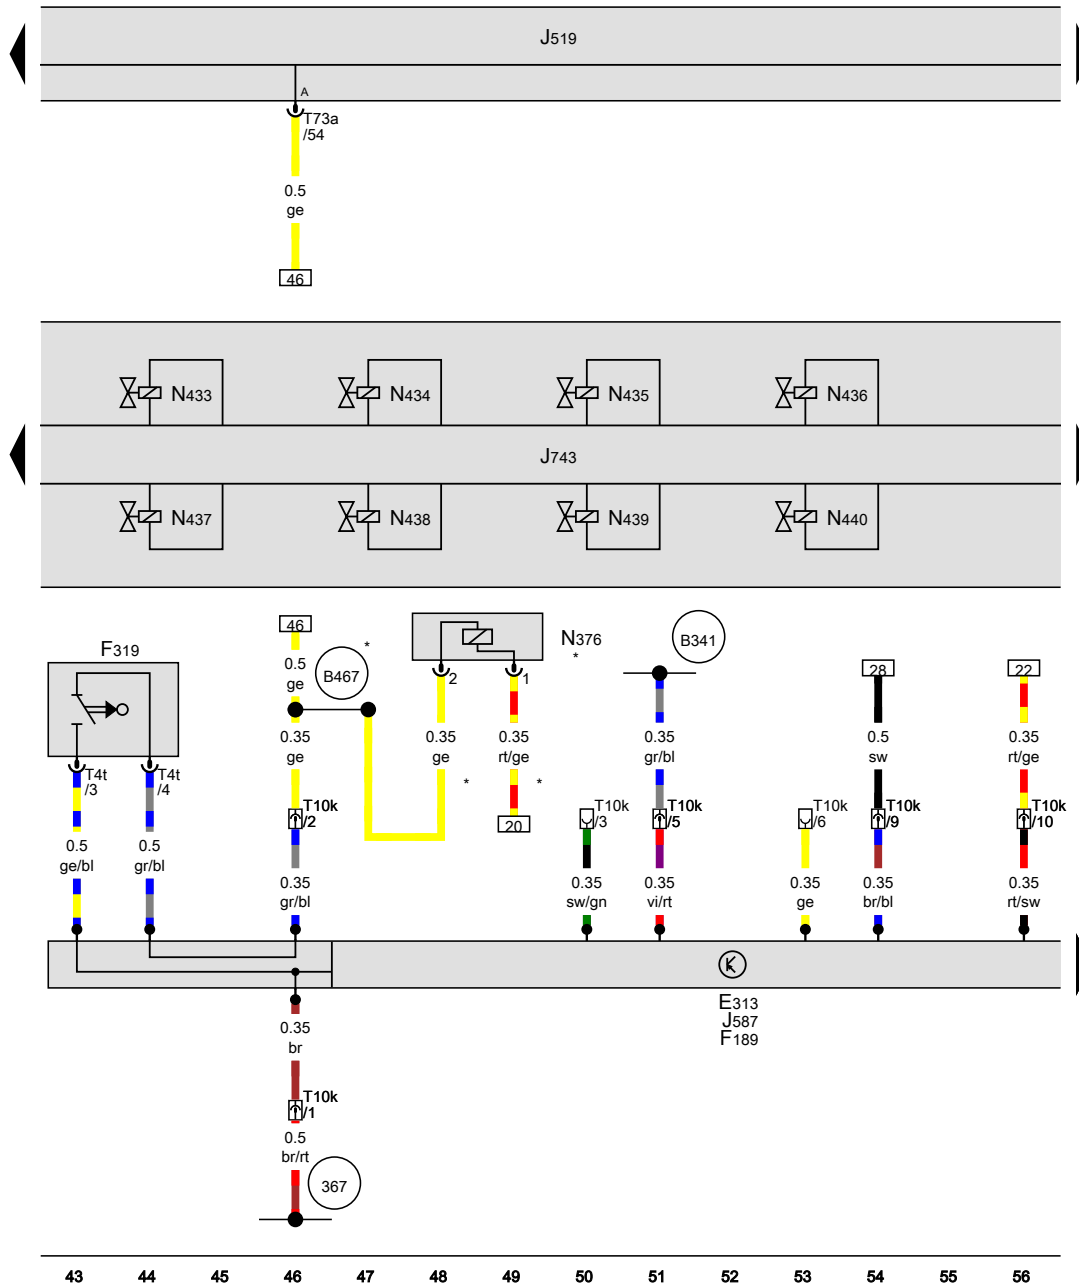 J519
A
T73a
/54
0.5
ge
46
N433
N434
N435
N436
J743
N437
N438
N439
N440
F319
46
0.5
ge
*
B467
N376
*
B341
2
1
28
22
T4t
/3
T4t
/4
0.35
ge
0.35
ge
*
0.35
rt/ge
*
0.35
gr/bl
0.5
sw
0.35
rt/ge
20
T10k
/2
T10k
/3
T10k
/5
T10k
/6
T10k
/9
T10k
/10
0.5
ge/bl
0.5
gr/bl
0.35
gr/bl
0.35
sw/gn
0.35
vi/rt
0.35
ge
0.35
br/bl
0.35
rt/sw
E313
J587
F189
0.35
br
T10k
/1
0.5
br/rt
367
43 44 45 46 47 48 49 50 51 52 53 54 55 56